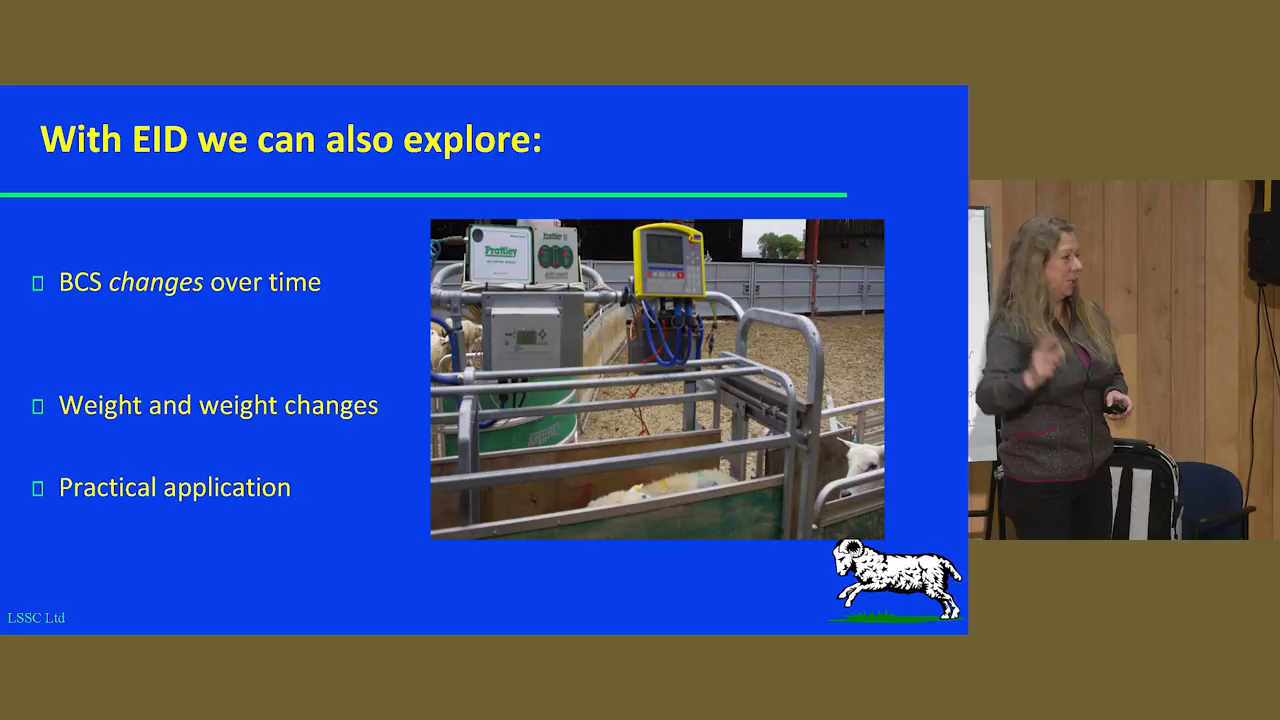 With EID we can also explore:
BCS changes over time
Weight and weight changes
Practical application
Prattley
LSSC Ltd